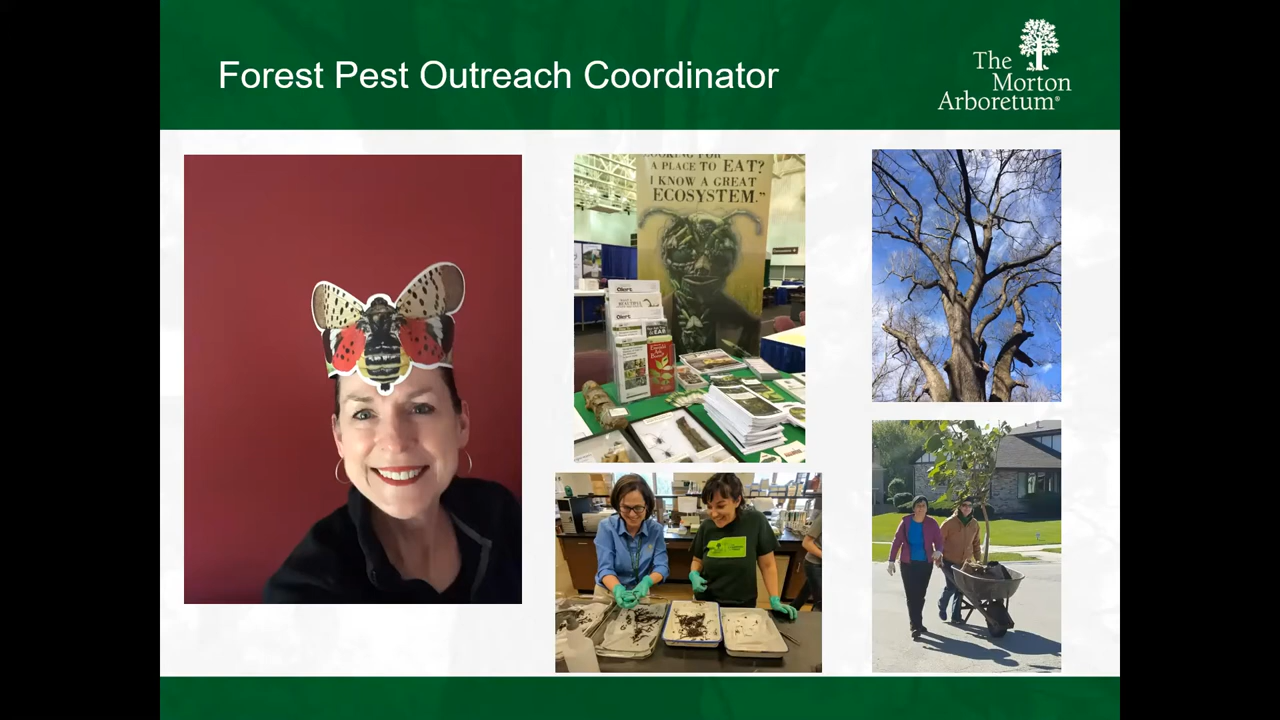 Forest Pest Outreach Coordinator
The
Morton
Arboretum®
LOOKING FOR
A PLACE TO EAT?
I KNOW A GREAT
ECOSYSTEM."